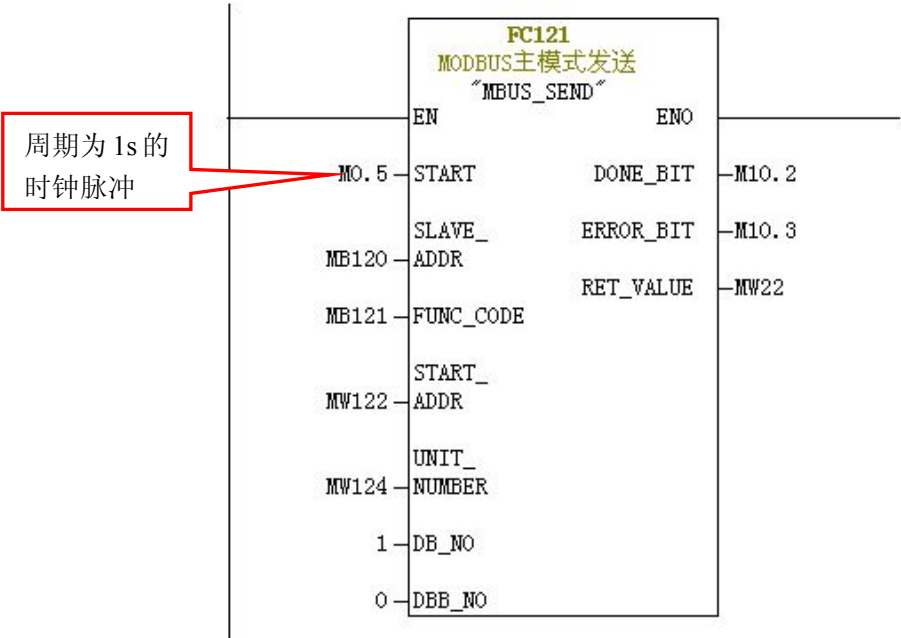 FC121
MODBUS主模式发送
"MBUS_SEND"
EN ENO
周期为1s的
时钟脉冲
M0.5 START DONE_BIT M10.2
SLAVE_ ERROR_BIT M10.3
MB120 ADDR
RET_VALUE MW22
MB121 FUNC_CODE
START_
MW122 ADDR
UNIT_
MW124 NUMBER
1 DB_NO
0 DBB_NO